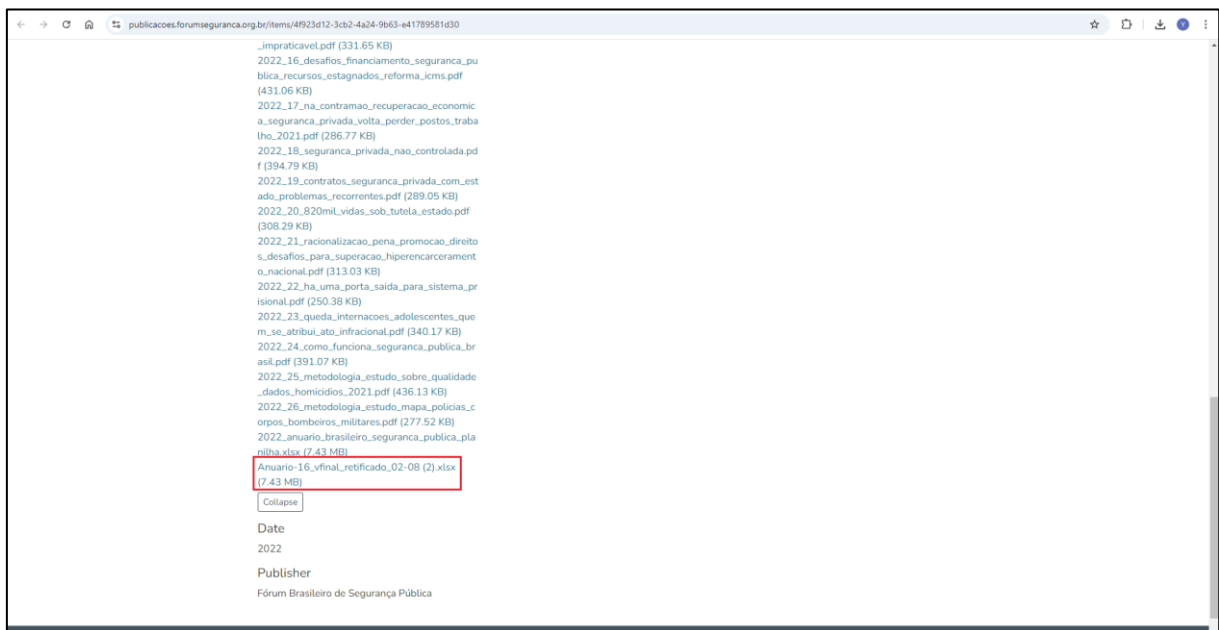 publicacoes.forumseguranca.org.br/items/4f923d12-3cb2-4a24-9b63-e41789581d30
_impraticavel.pdf (331.65 KB)
2022_16_desafios_financiamento_seguranca_pu
blica_recursos_estagnados_reforma_icms.pdf
(431.06 KB)
2022_17_na_contramao_recuperacao_economic
a_seguranca_privada_volta_perder_postos_traba
lho_2021.pdf (286.77 KB)
2022_18_seguranca_privada_nao_controlada.pd
f (394.79 KB)
2022_19_contratos_seguranca_privada_com_est
ado_problemas_recorrentes.pdf (289.05 KB)
2022_20_820mil_vidas_sob_tutela_estado.pdf
(308.29 KB)
2022_21_racionalizacao_pena_promocao_direito
s_desafios_para_superacao_hiperencarcerament
o_nacional.pdf (313.03 KB)
2022_22_ha_uma_porta_saida_para_sistema_pr
isional.pdf (250.38 KB)
2022_23_queda_internacoes_adolescentes_que
m_se_atribui_ato_infracional.pdf (340.17 KB)
2022_24_como_funciona_seguranca_publica_br
asil.pdf (391.07 KB)
2022_25_metodologia_estudo_sobre_qualidade
_dados_homicidios_2021.pdf (436.13 KB)
2022_26_metodologia_estudo_mapa_policias_c
orpos_bombeiros_militares.pdf (277.52 KB)
2022_anuario_brasileiro_seguranca_publica_pla
nilha.xlsx (7.43 MB)
Anuario-16_vfinal_retificado_02-08 (2).xlsx
(7.43 MB)
Collapse
Date
2022
Publisher
Fórum Brasileiro de Segurança Pública